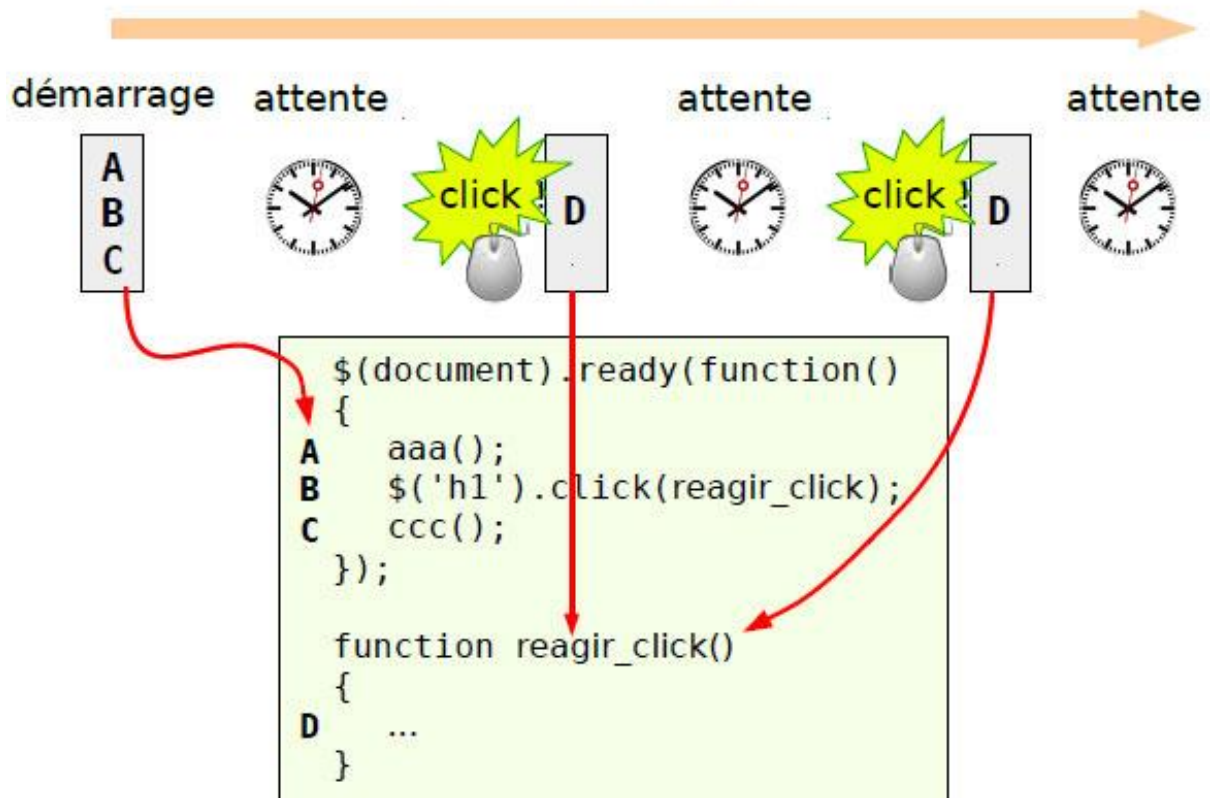 démarrage attente attente attente
A
B
C
click !
D
click !
D
$(document).ready(function()
{
A aaa();
B $('h1').click(reagir_click);
C ccc();
});
function reagir_click()
{
D ...
}